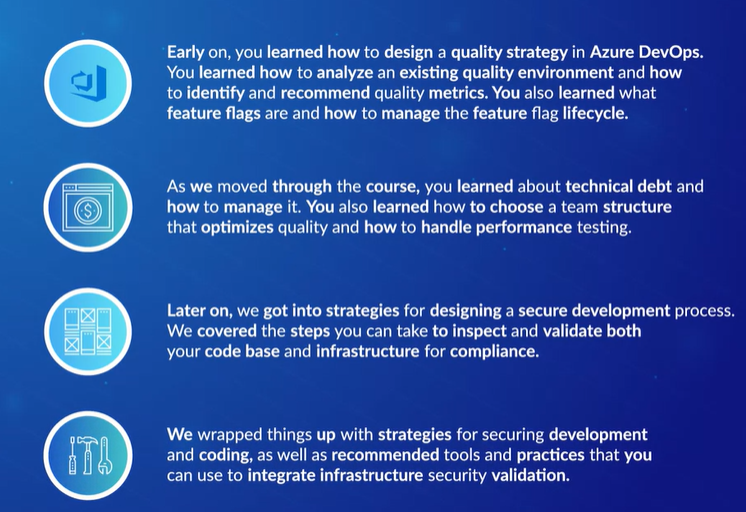 Early on, you learned how to design a quality strategy in Azure DevOps.
You learned how to analyze an existing quality environment and how
to identify and recommend quality metrics. You also learned what
feature flags are and how to manage the feature flag lifecycle.
As we moved through the course, you learned about technical debt and
how to manage it. You also learned how to choose a team structure
that optimizes quality and how to handle performance testing.
Later on, we got into strategies for designing a secure development process.
We covered the steps you can take to inspect and validate both
your code base and infrastructure for compliance.
We wrapped things up with strategies for securing development
and coding, as well as recommended tools and practices that you
can use to integrate infrastructure security validation.